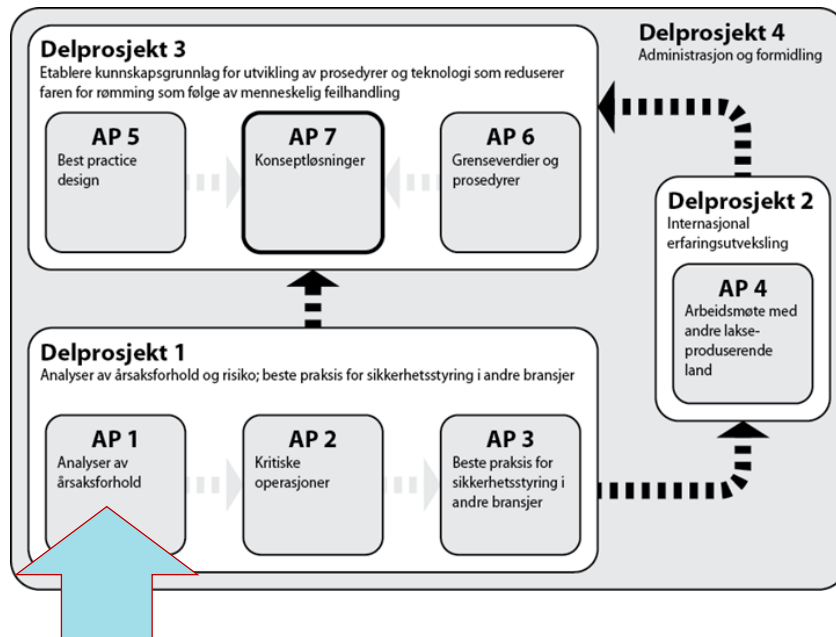 Delprosjekt 4
Administrasjon og formidling
Delprosjekt 3
Etablere kunnskapsgrunnlag for utvikling av prosedyrer og teknologi som reduserer
faren for rømming som følge av menneskelig feilhandling
AP 5
Best practice
design
AP 7
Konseptløsninger
AP 6
Grenseverdier og
prosedyrer
Delprosjekt 2
Internasjonal
erfaringsutveksling
AP 4
Arbeidsmøte med
andre lakse-
produserende
land
Delprosjekt 1
Analyser av årsaksforhold og risiko; beste praksis for sikkerhetsstyring i andre bransjer
AP 1
Analyser av
årsaksforhold
AP 2
Kritiske
operasjoner
AP 3
Beste praksis for
sikkerhetsstyring i
andre bransjer